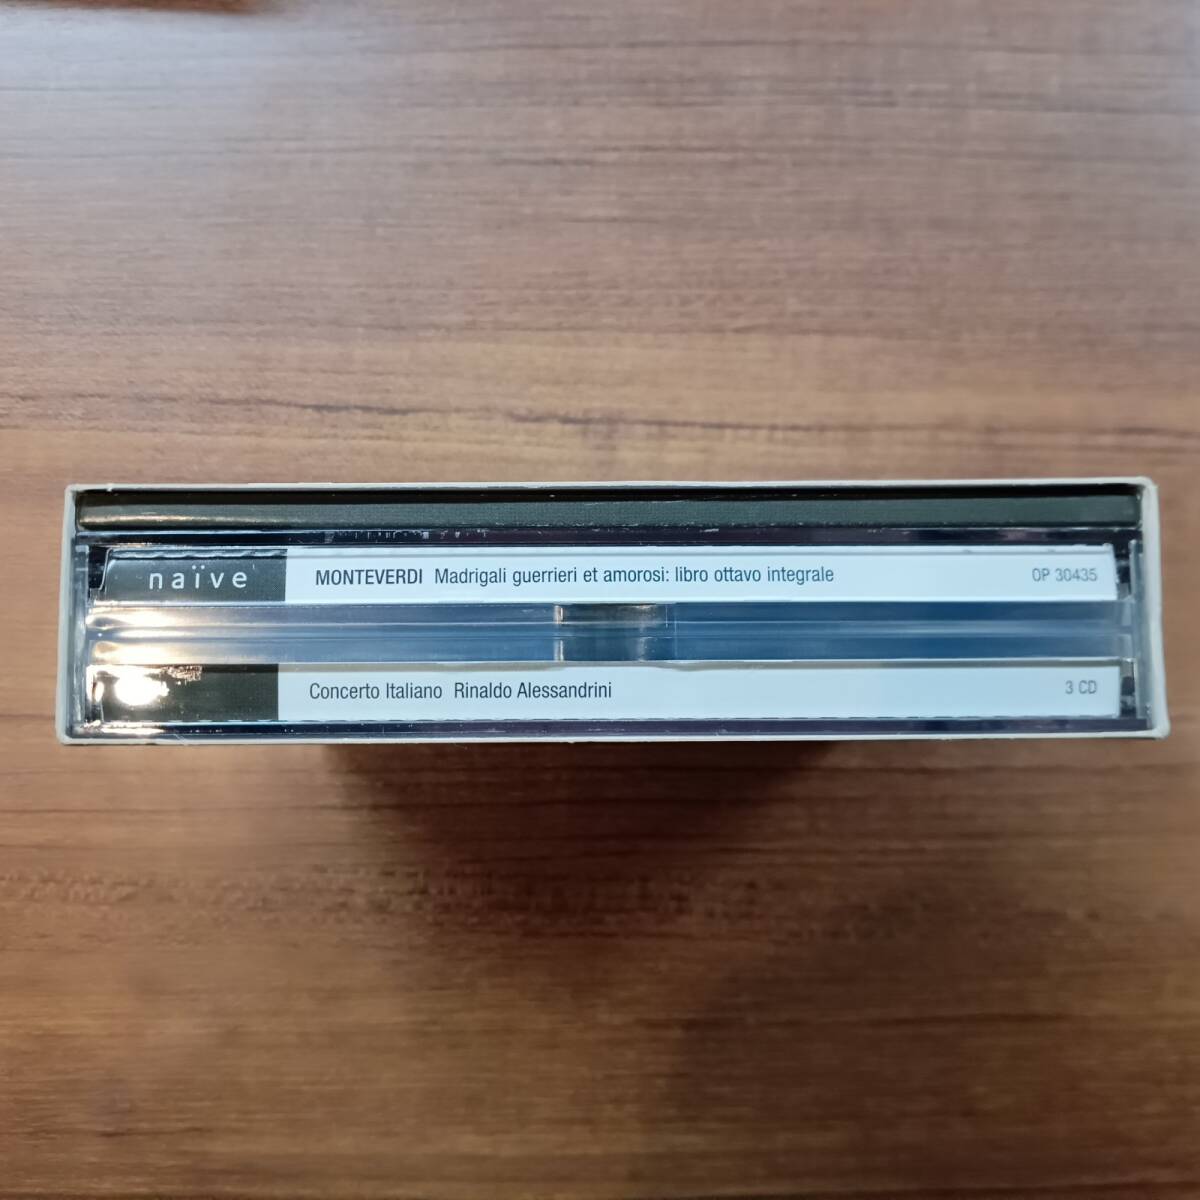 naïve MONTEVERDI Madrigali guerrieri et amorosi: libro ottavo integrale OP 30435
Concerto Italiano Rinaldo Alessandrini 3 CD